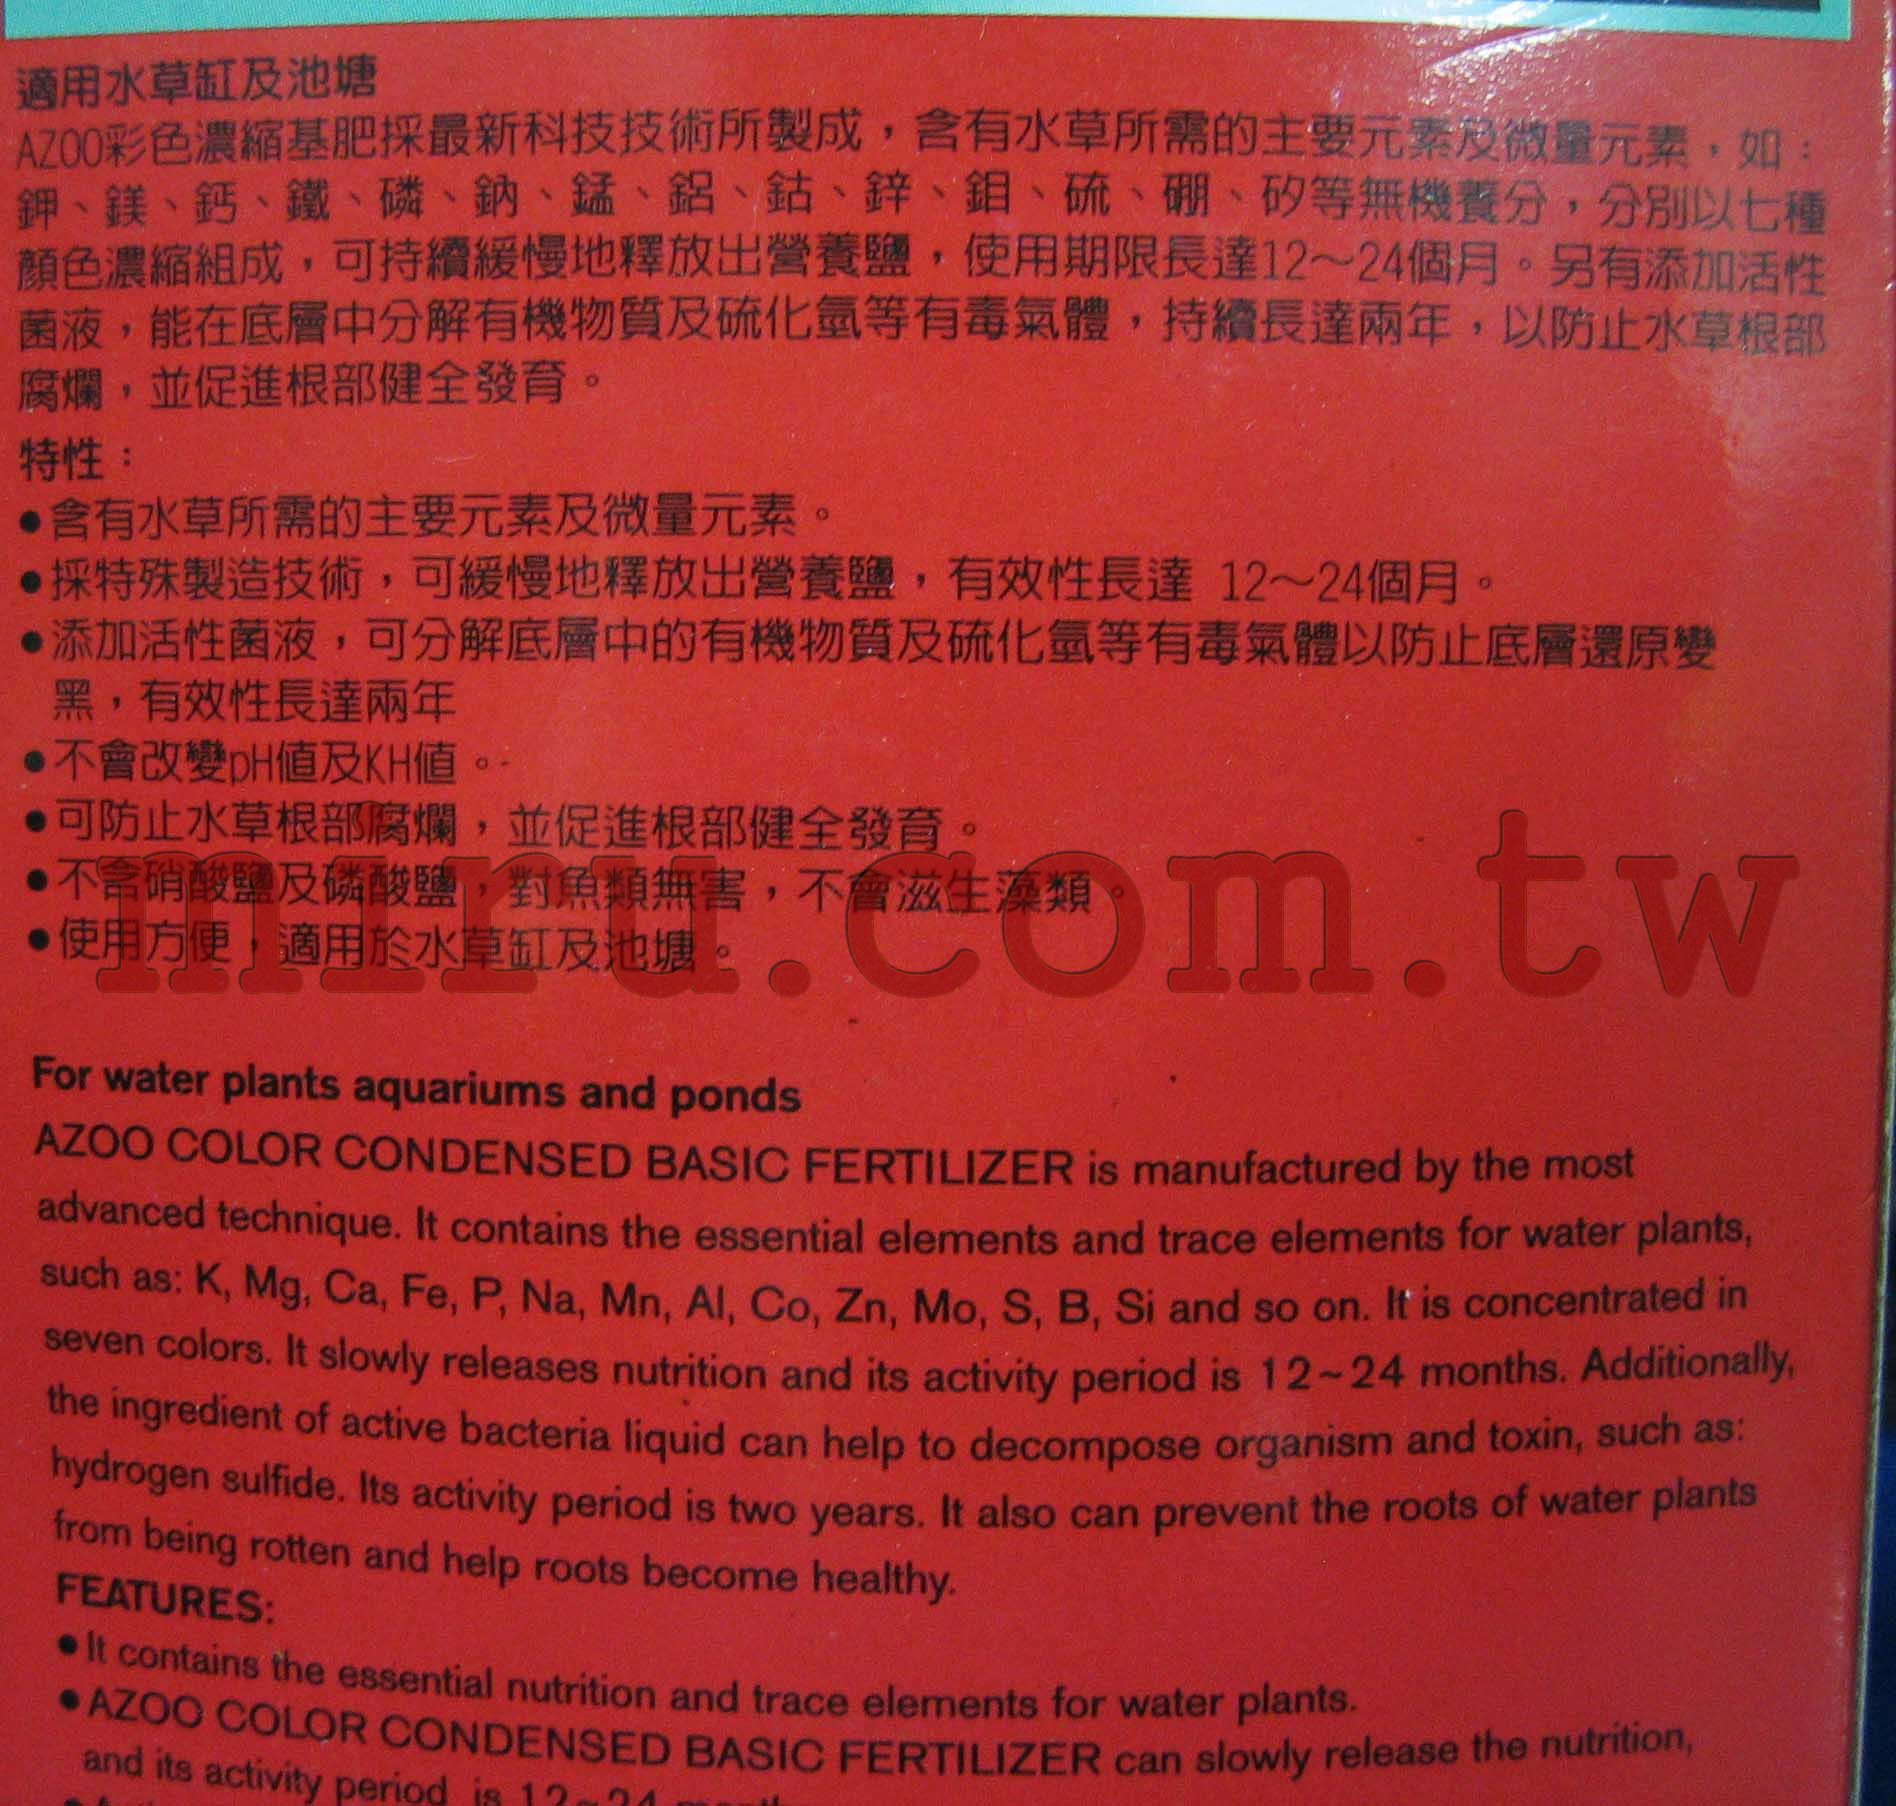 適用水草缸及池塘
AZOO彩色濃縮基肥採最新科技技術所製成，含有水草所需的主要元素及微量元素，如：
鉀、鎂、鈣、鐵、磷、鈉、錳、鋁、鈷、鋅、鉬、硫、硼、矽等無機養分，分別以七種
顏色濃縮組成，可持續緩慢地釋放出營養鹽，使用期限長達12～24個月。另有添加活性
菌液，能在底層中分解有機物質及硫化氫等有毒氣體，持續長達兩年，以防止水草根部
腐爛，並促進根部健全發育。
特性：
●含有水草所需的主要元素及微量元素。
●採特殊製造技術，可緩慢地釋放出營養鹽，有效性長達 12～24個月。
●添加活性菌液，可分解底層中的有機物質及硫化氫等有毒氣體以防止底層還原變
黑，有效性長達兩年
●不會改變pH值及KH值。
●可防止水草根部腐爛，並促進根部健全發育。
●不含硝酸鹽及磷酸鹽，對魚類無害，不會滋生藻類。
●使用方便，適用於水草缸及池塘。
miru.com.tw
For water plants aquariums and ponds
AZOO COLOR CONDENSED BASIC FERTILIZER is manufactured by the most
advanced technique. It contains the essential elements and trace elements for water plants,
such as: K, Mg, Ca, Fe, P, Na, Mn, Al, Co, Zn, Mo, S, B, Si and so on. It is concentrated in
seven colors. It slowly releases nutrition and its activity period is 12~24 months. Additionally,
the ingredient of active bacteria liquid can help to decompose organism and toxin, such as:
hydrogen sulfide. Its activity period is two years. It also can prevent the roots of water plants
from being rotten and help roots become healthy.
FEATURES:
●It contains the essential nutrition and trace elements for water plants.
●AZOO COLOR CONDENSED BASIC FERTILIZER can slowly release the nutrition,
and its activity period is 12~24